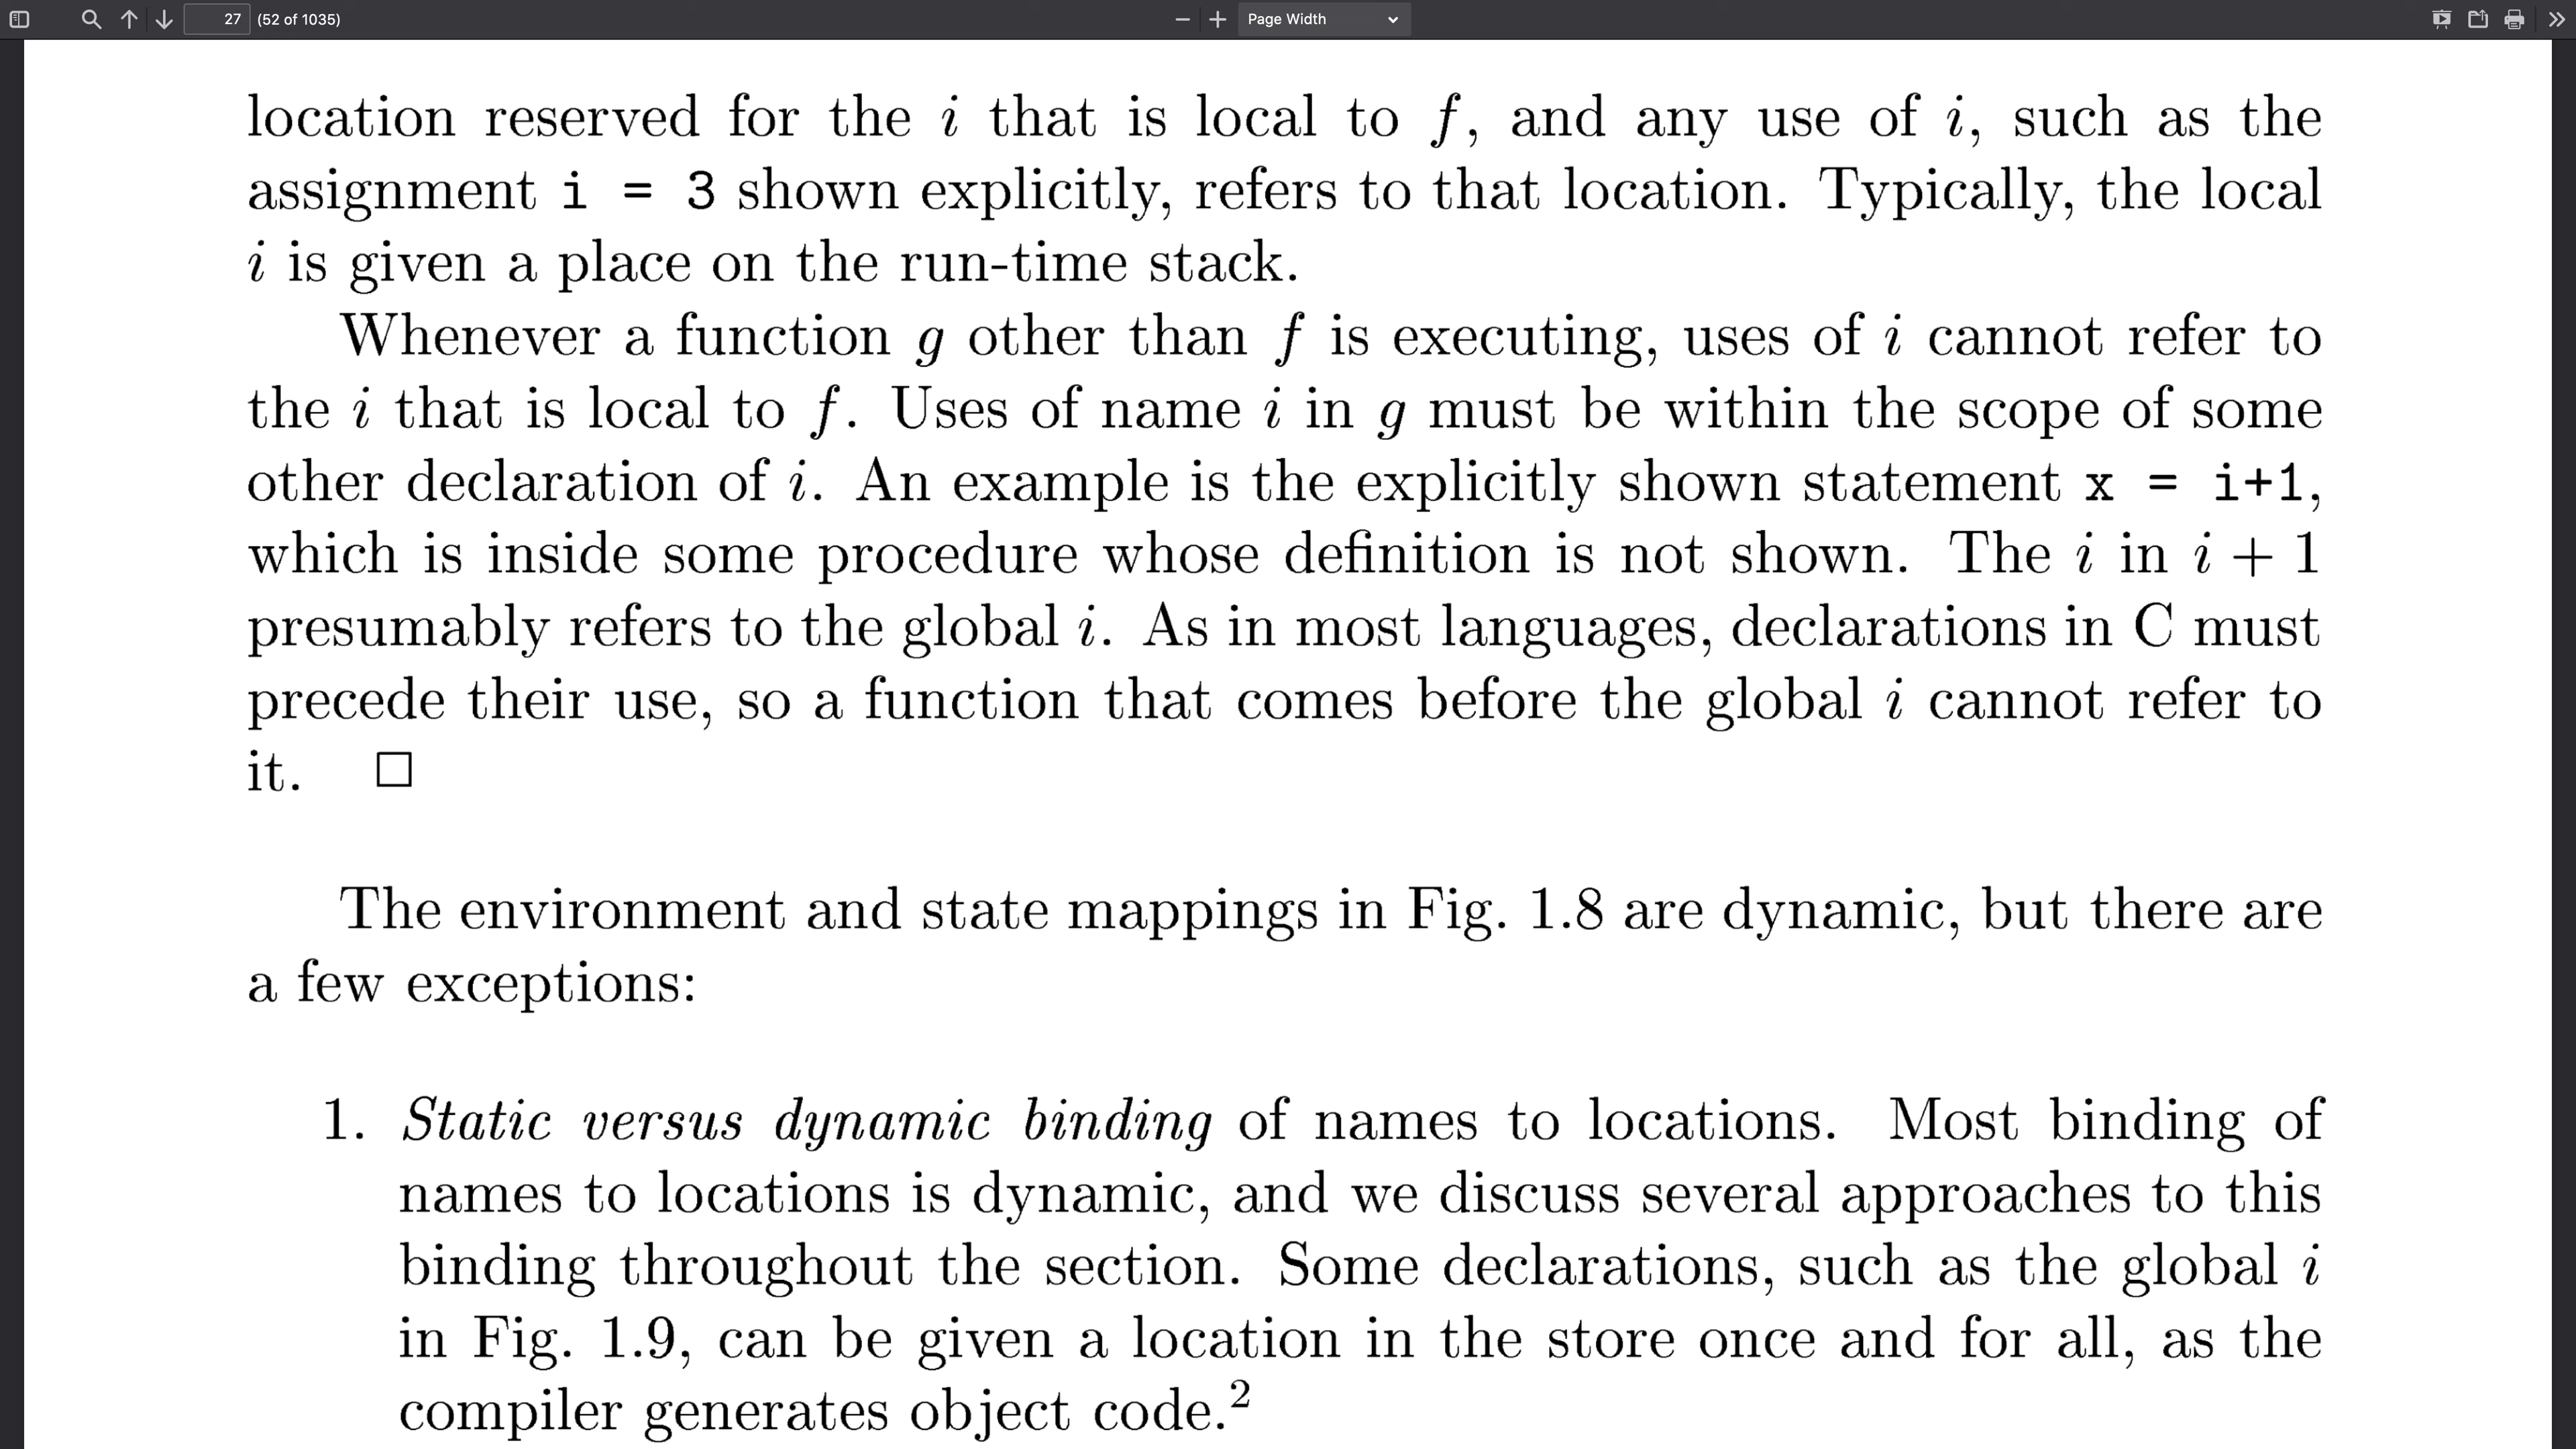 27 (52 of 1035) Page Width
location reserved for the i that is local to f, and any use of i, such as the
assignment i = 3 shown explicitly, refers to that location. Typically, the local
i is given a place on the run-time stack.
Whenever a function g other than f is executing, uses of i cannot refer to
the i that is local to f. Uses of name i in g must be within the scope of some
other declaration of i. An example is the explicitly shown statement x = i+1,
which is inside some procedure whose definition is not shown. The i in i + 1
presumably refers to the global i. As in most languages, declarations in C must
precede their use, so a function that comes before the global i cannot refer to
it. □
The environment and state mappings in Fig. 1.8 are dynamic, but there are
a few exceptions:
1. Static versus dynamic binding of names to locations. Most binding of
names to locations is dynamic, and we discuss several approaches to this
binding throughout the section. Some declarations, such as the global i
in Fig. 1.9, can be given a location in the store once and for all, as the
compiler generates object code.²